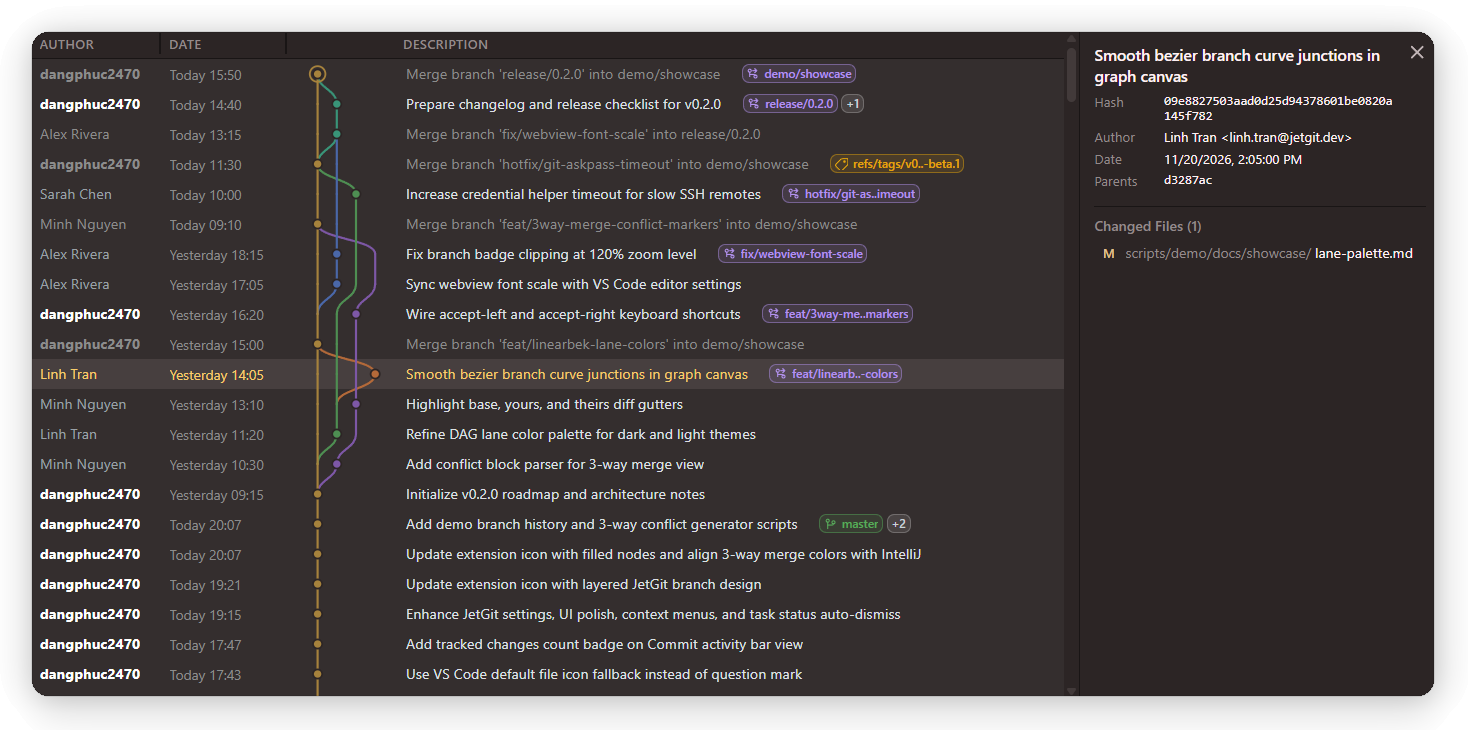 AUTHOR DATE DESCRIPTION
dangphuc2470 Today 15:50 Merge branch 'release/0.2.0' into demo/showcase demo/showcase
dangphuc2470 Today 14:40 Prepare changelog and release checklist for v0.2.0 release/0.2.0 +1
Alex Rivera Today 13:15 Merge branch 'fix/webview-font-scale' into release/0.2.0
dangphuc2470 Today 11:30 Merge branch 'hotfix/git-askpass-timeout' into demo/showcase refs/tags/v0..-beta.1
Sarah Chen Today 10:00 Increase credential helper timeout for slow SSH remotes hotfix/git-as..imeout
Minh Nguyen Today 09:10 Merge branch 'feat/3way-merge-conflict-markers' into demo/showcase
Alex Rivera Yesterday 18:15 Fix branch badge clipping at 120% zoom level fix/webview-font-scale
Alex Rivera Yesterday 17:05 Sync webview font scale with VS Code editor settings
dangphuc2470 Yesterday 16:20 Wire accept-left and accept-right keyboard shortcuts feat/3way-me..markers
dangphuc2470 Yesterday 15:00 Merge branch 'feat/linearbek-lane-colors' into demo/showcase
Linh Tran Yesterday 14:05 Smooth bezier branch curve junctions in graph canvas feat/linearb..-colors
Minh Nguyen Yesterday 13:10 Highlight base, yours, and theirs diff gutters
Linh Tran Yesterday 11:20 Refine DAG lane color palette for dark and light themes
Minh Nguyen Yesterday 10:30 Add conflict block parser for 3-way merge view
dangphuc2470 Yesterday 09:15 Initialize v0.2.0 roadmap and architecture notes
dangphuc2470 Today 20:07 Add demo branch history and 3-way conflict generator scripts master +2
dangphuc2470 Today 20:07 Update extension icon with filled nodes and align 3-way merge colors with IntelliJ
dangphuc2470 Today 19:21 Update extension icon with layered JetGit branch design
dangphuc2470 Today 19:15 Enhance JetGit settings, UI polish, context menus, and task status auto-dismiss
dangphuc2470 Today 17:47 Add tracked changes count badge on Commit activity bar view
dangphuc2470 Today 17:43 Use VS Code default file icon fallback instead of question mark
Smooth bezier branch curve junctions in
graph canvas
Hash 09e8827503aad0d25d94378601be0820a
145f782
Author Linh Tran <linh.tran@jetgit.dev>
Date 11/20/2026, 2:05:00 PM
Parents d3287ac
Changed Files (1)
M scripts/demo/docs/showcase/ lane-palette.md